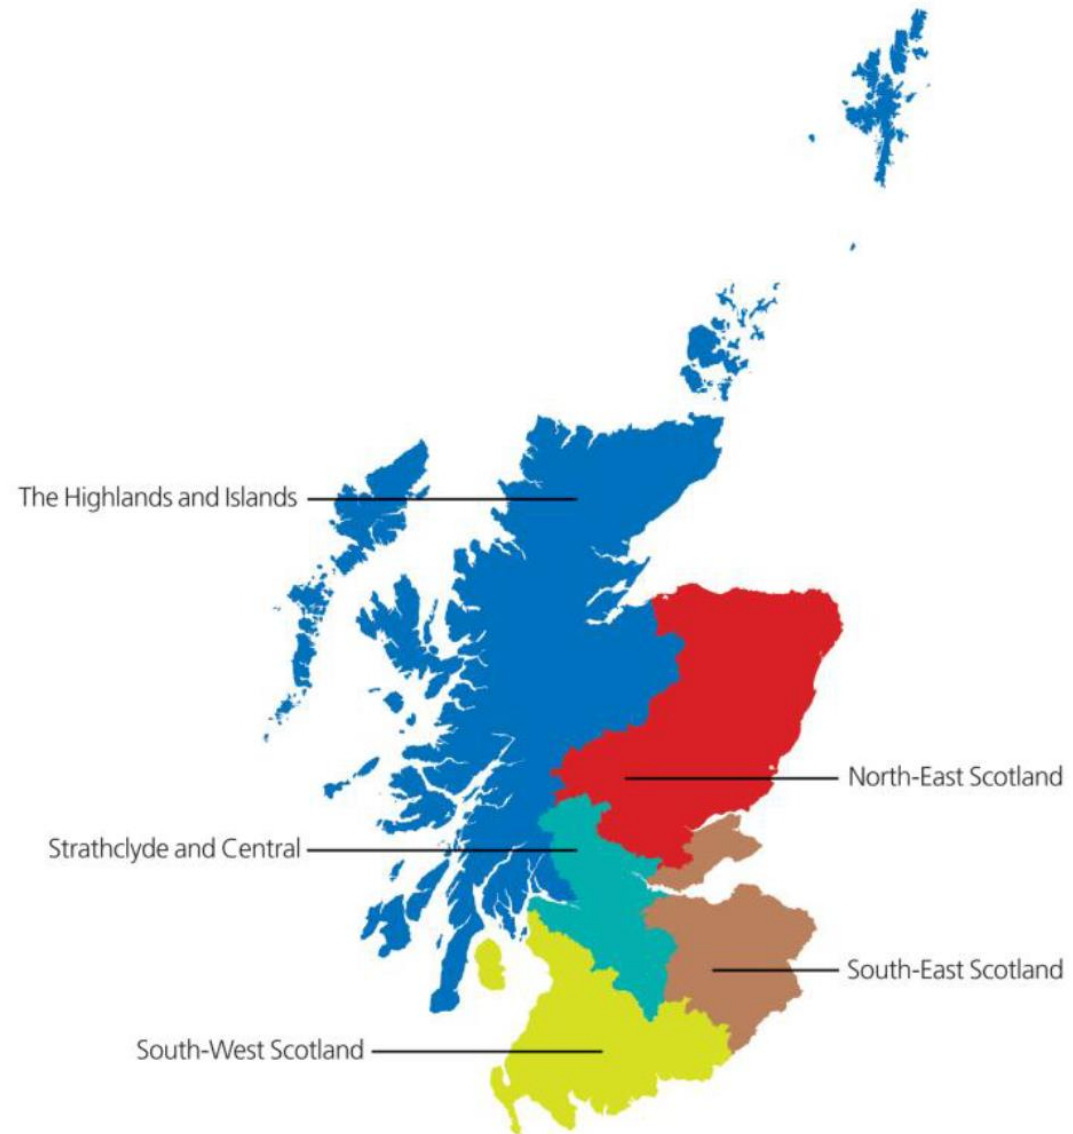 The Highlands and Islands
North-East Scotland
Strathclyde and Central
South-East Scotland
South-West Scotland